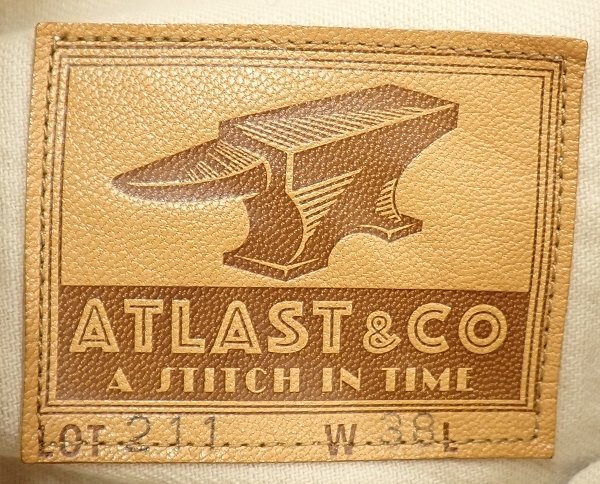 ATLAST & CO
A STITCH IN TIME
LOT 211 W 38 L